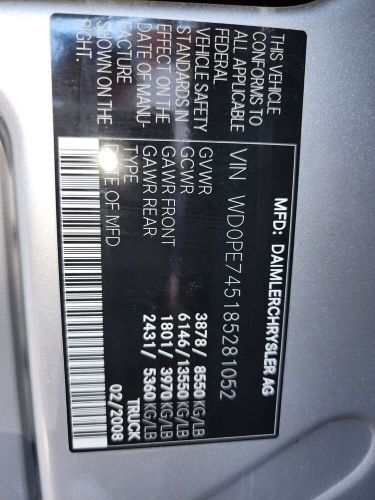 MFD: DAIMLERCHRYSLER AG
VIN WD0PE745185281052
GVWR 3878/ 8550 KG/LB
GCWR 6146/13550 KG/LB
GAWR FRONT 1801/ 3970 KG/LB
GAWR REAR 2431/ 5360 KG/LB
TYPE TRUCK
DATE OF MFD 02/2008
THIS VEHICLE
CONFORMS TO
ALL APPLICABLE
FEDERAL
VEHICLE SAFETY
STANDARDS IN
EFFECT ON THE
DATE OF MANU-
FACTURE
SHOWN ON THE
RIGHT.